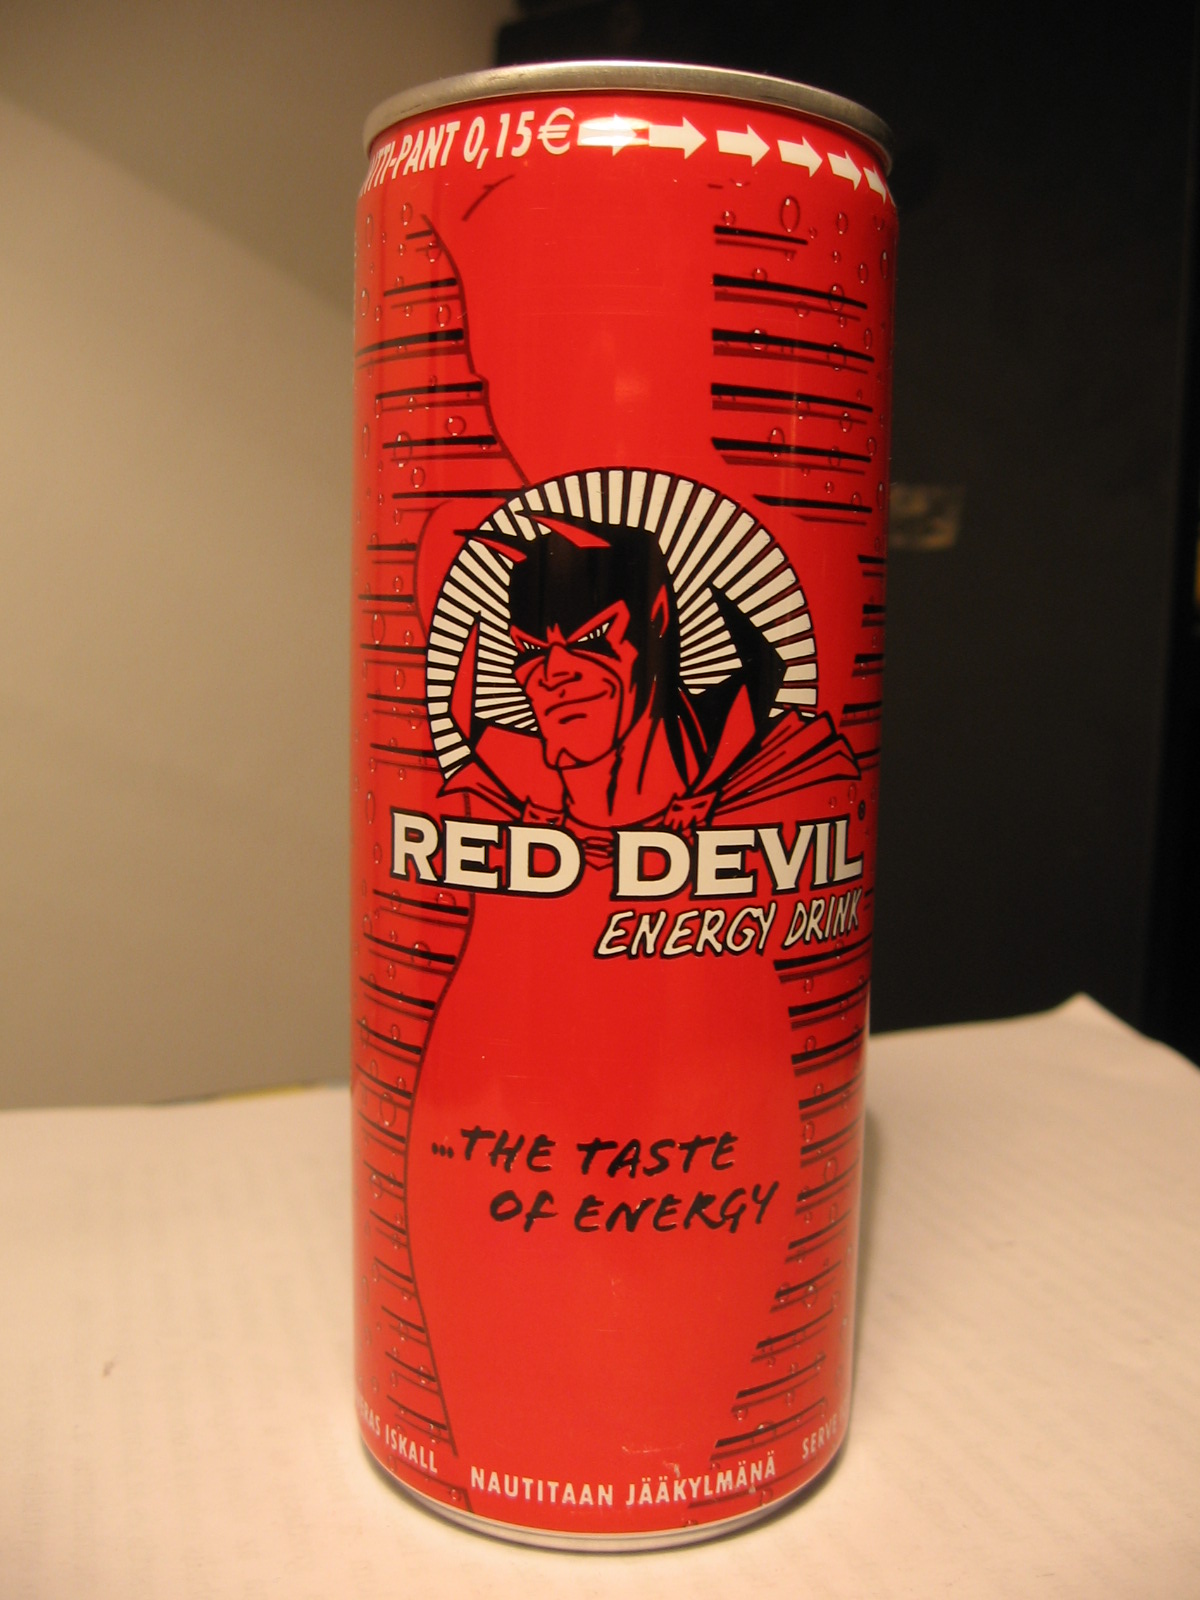 PANT 0,15€
RED DEVIL®
ENERGY DRINK
...THE TASTE
OF ENERGY
ISKALL NAUTITAAN JÄÄKYLMÄNÄ